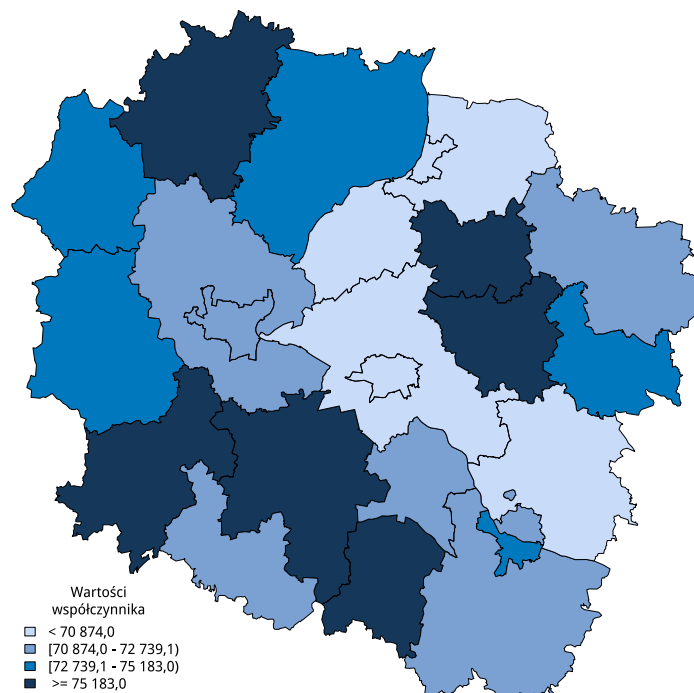 Wartości
współczynnika
< 70 874,0
[70 874,0 - 72 739,1)
[72 739,1 - 75 183,0)
>= 75 183,0